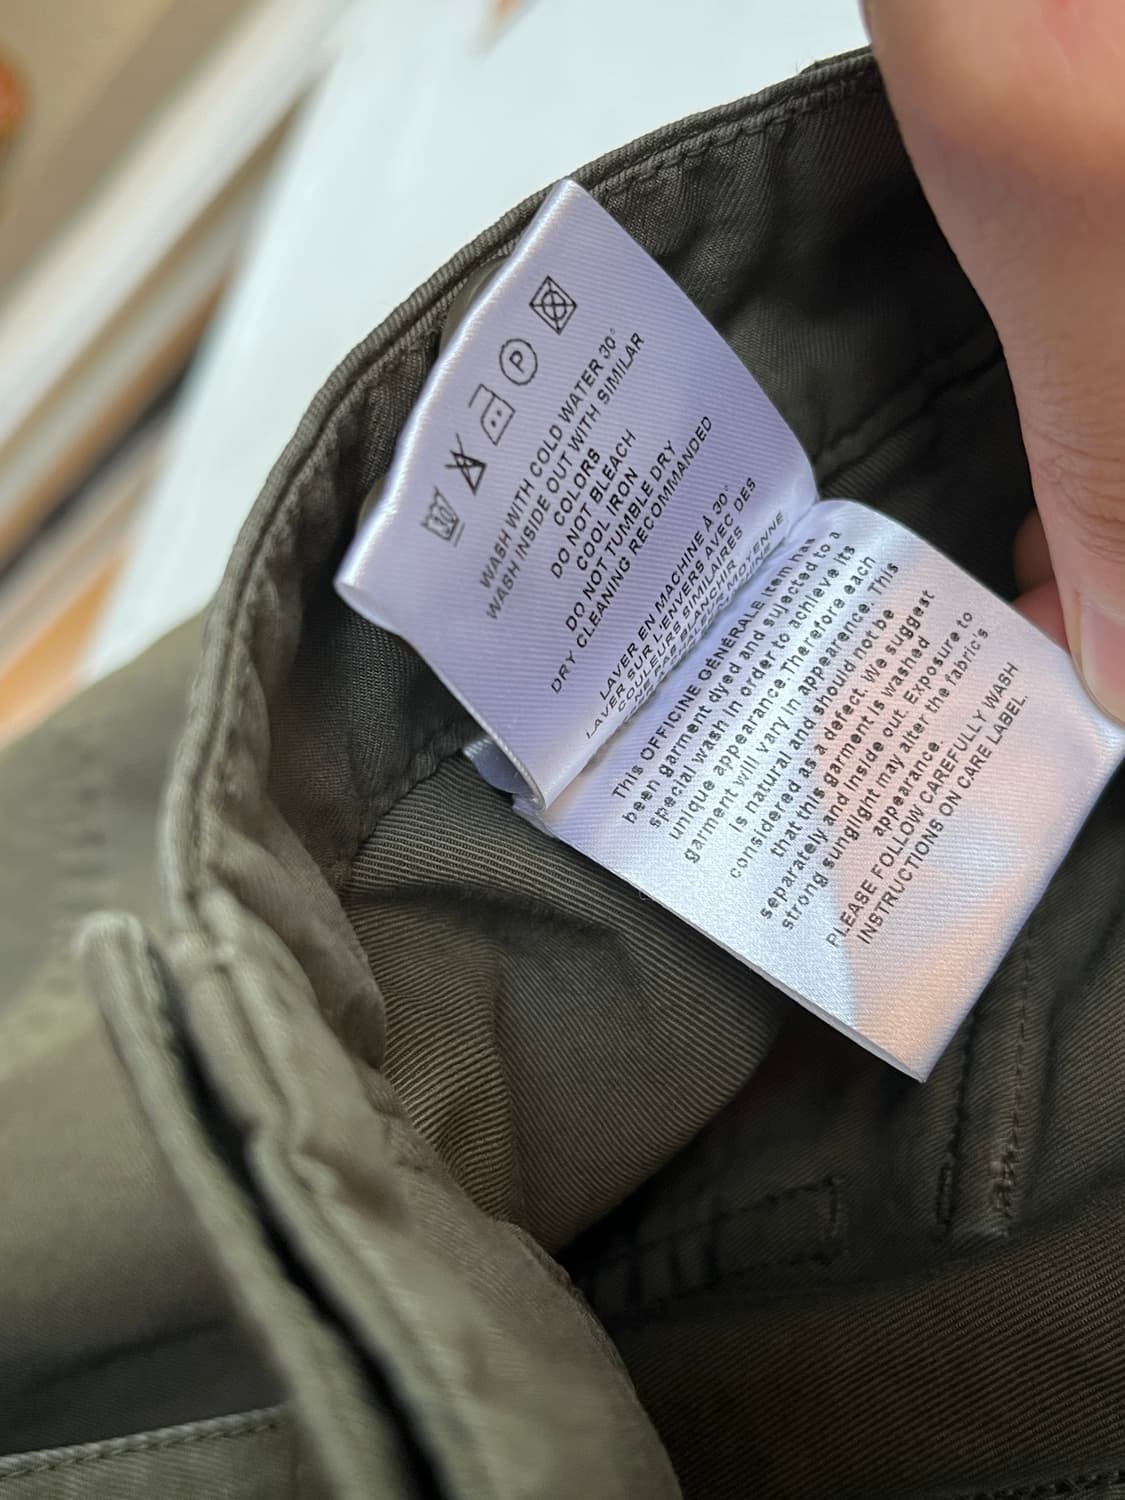 30
P
WASH WITH COLD WATER 30°
WASH INSIDE OUT WITH SIMILAR
COLORS
DO NOT BLEACH
COOL IRON
DO NOT TUMBLE DRY
DRY CLEANING RECOMMANDED
LAVER EN MACHINE À 30°
LAVER SUR L'ENVERS AVEC DES
COULEURS SIMILAIRES
MOYENNE
This OFFICINE GÉNÉRALE item has
been garment dyed and sujected to a
special wash in order to achieve its
unique appearance.Therefore each
garment will vary in appearence. This
is natural and should not be
considered as a defect. We suggest
that this garment is washed
separately and inside out. Exposure to
strong sunglight may alter the fabric's
appearance.
PLEASE FOLLOW CAREFULLY WASH
INSTRUCTIONS ON CARE LABEL.